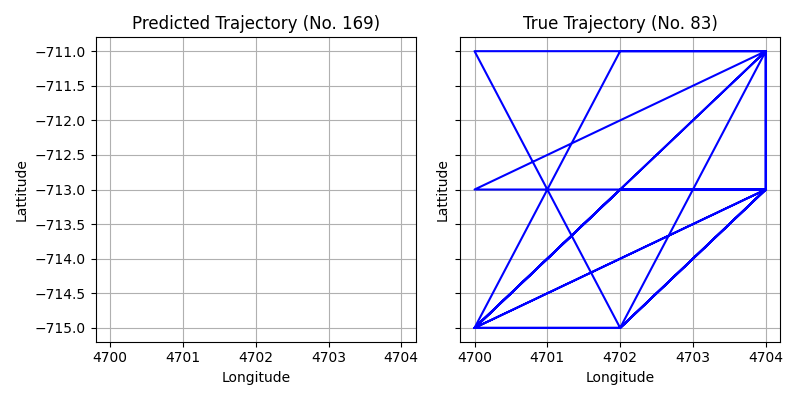 Predicted Trajectory (No. 169)
Lattitude
−711.0
−711.5
−712.0
−712.5
−713.0
−713.5
−714.0
−714.5
−715.0
4700 4701 4702 4703 4704
Longitude
True Trajectory (No. 83)
Lattitude
4700 4701 4702 4703 4704
Longitude